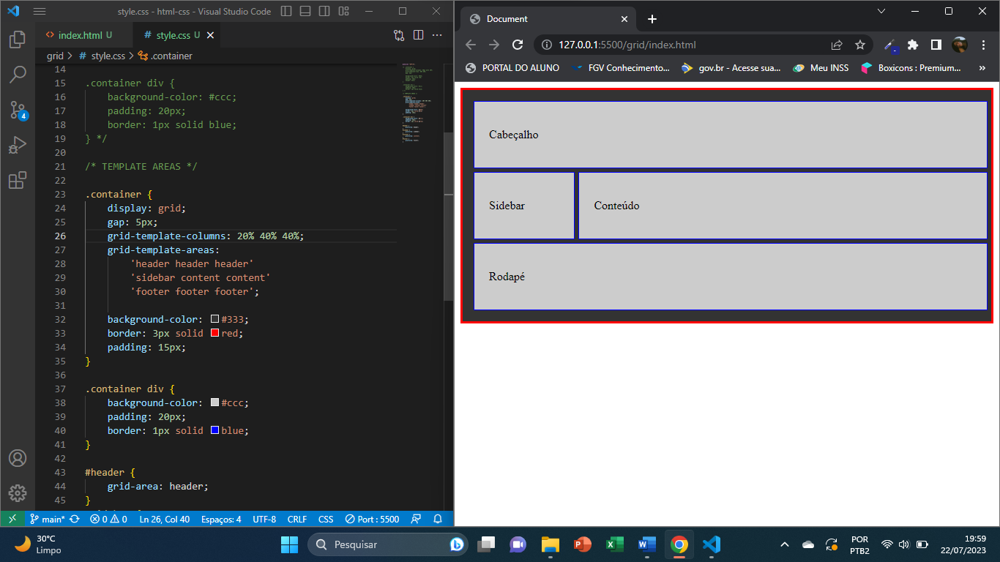 style.css - html-css - Visual Studio Code
index.html U
# style.css U
grid > # style.css > .container
14
15 .container div {
16 background-color: #ccc;
17 padding: 20px;
18 border: 1px solid blue;
19 } */
20
21 /* TEMPLATE AREAS */
22
23 .container {
24 display: grid;
25 gap: 5px;
26 grid-template-columns: 20% 40% 40%;
27 grid-template-areas:
28 'header header header'
29 'sidebar content content'
30 'footer footer footer';
31
32 background-color: #333;
33 border: 3px solid red;
34 padding: 15px;
35 }
36
37 .container div {
38 background-color: #ccc;
39 padding: 20px;
40 border: 1px solid blue;
41 }
42
43 #header {
44 grid-area: header;
45 }
4
main* 0 0 Ln 26, Col 40 Espaços: 4 UTF-8 CRLF CSS Port : 5500
Document
127.0.0.1:5500/grid/index.html
PORTAL DO ALUNO FGV Conhecimento... gov.br - Acesse sua... Meu INSS Boxicons : Premium... »
Cabeçalho
Sidebar Conteúdo
Rodapé
30°C
Limpo
Pesquisar
POR
PTB2
19:59
22/07/2023